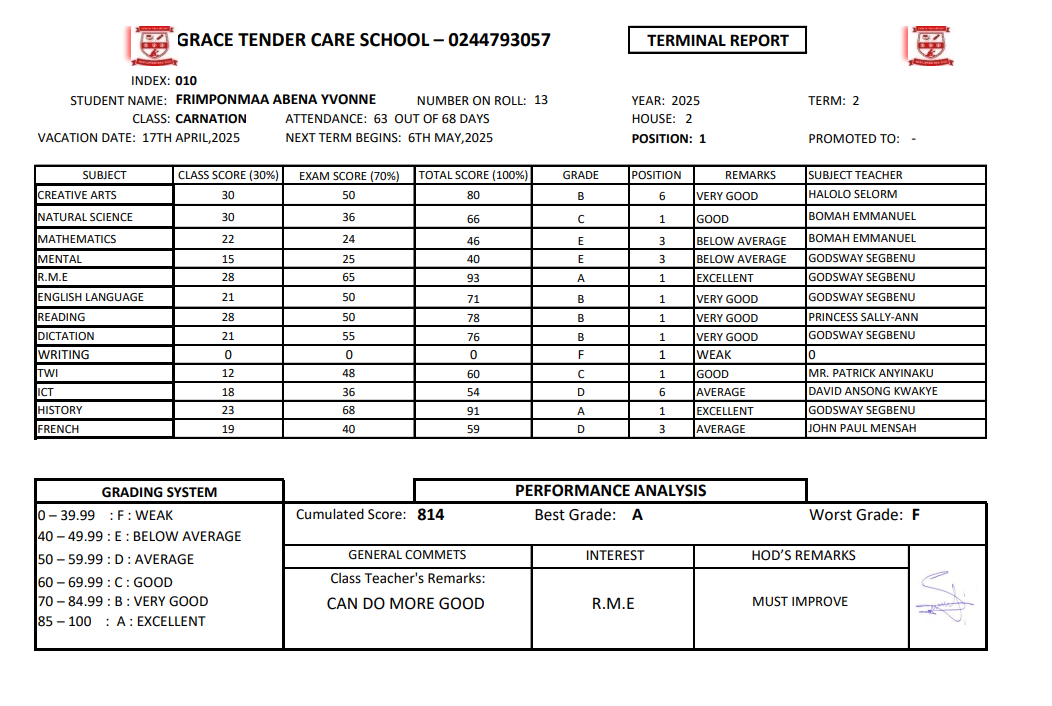 GRACE TENDER CARE SCHOOL – 0244793057
TERMINAL REPORT
INDEX: 010
STUDENT NAME: FRIMPONMAA ABENA YVONNE NUMBER ON ROLL: 13 YEAR: 2025 TERM: 2
CLASS: CARNATION ATTENDANCE: 63 OUT OF 68 DAYS HOUSE: 2
VACATION DATE: 17TH APRIL,2025 NEXT TERM BEGINS: 6TH MAY,2025 POSITION: 1 PROMOTED TO: -
SUBJECT CLASS SCORE (30%) EXAM SCORE (70%) TOTAL SCORE (100%) GRADE POSITION REMARKS SUBJECT TEACHER
CREATIVE ARTS 30 50 80 B 6 VERY GOOD HALOLO SELORM
NATURAL SCIENCE 30 36 66 C 1 GOOD BOMAH EMMANUEL
MATHEMATICS 22 24 46 E 3 BELOW AVERAGE BOMAH EMMANUEL
MENTAL 15 25 40 E 3 BELOW AVERAGE GODSWAY SEGBENU
R.M.E 28 65 93 A 1 EXCELLENT GODSWAY SEGBENU
ENGLISH LANGUAGE 21 50 71 B 1 VERY GOOD GODSWAY SEGBENU
READING 28 50 78 B 1 VERY GOOD PRINCESS SALLY-ANN
DICTATION 21 55 76 B 1 VERY GOOD GODSWAY SEGBENU
WRITING 0 0 0 F 1 WEAK 0
TWI 12 48 60 C 1 GOOD MR. PATRICK ANYINAKU
ICT 18 36 54 D 6 AVERAGE DAVID ANSONG KWAKYE
HISTORY 23 68 91 A 1 EXCELLENT GODSWAY SEGBENU
FRENCH 19 40 59 D 3 AVERAGE JOHN PAUL MENSAH
GRADING SYSTEM
0 – 39.99 : F : WEAK
40 – 49.99 : E : BELOW AVERAGE
50 – 59.99 : D : AVERAGE
60 – 69.99 : C : GOOD
70 – 84.99 : B : VERY GOOD
85 – 100 : A : EXCELLENT
PERFORMANCE ANALYSIS
Cumulated Score: 814 Best Grade: A Worst Grade: F
GENERAL COMMETS INTEREST HOD'S REMARKS
Class Teacher's Remarks:
CAN DO MORE GOOD R.M.E MUST IMPROVE